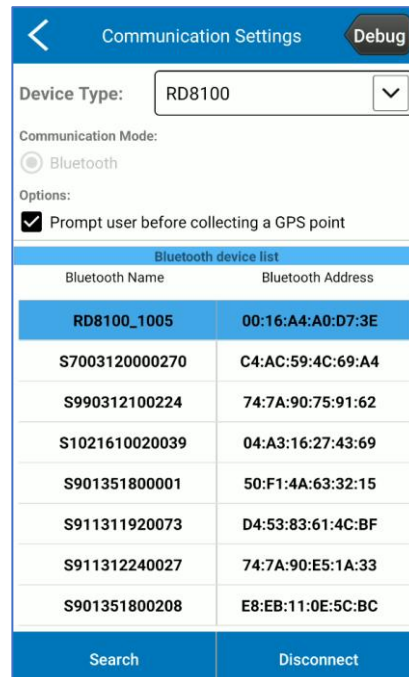 Communication Settings Debug
Device Type: RD8100
Communication Mode:
Bluetooth
Options:
Prompt user before collecting a GPS point
Bluetooth device list
Bluetooth Name Bluetooth Address
RD8100_1005 00:16:A4:A0:D7:3E
S7003120000270 C4:AC:59:4C:69:A4
S990312100224 74:7A:90:75:91:62
S1021610020039 04:A3:16:27:43:69
S901351800001 50:F1:4A:63:32:15
S911311920073 D4:53:83:61:4C:BF
S911312240027 74:7A:90:E5:1A:33
S901351800208 E8:EB:11:0E:5C:BC
Search Disconnect